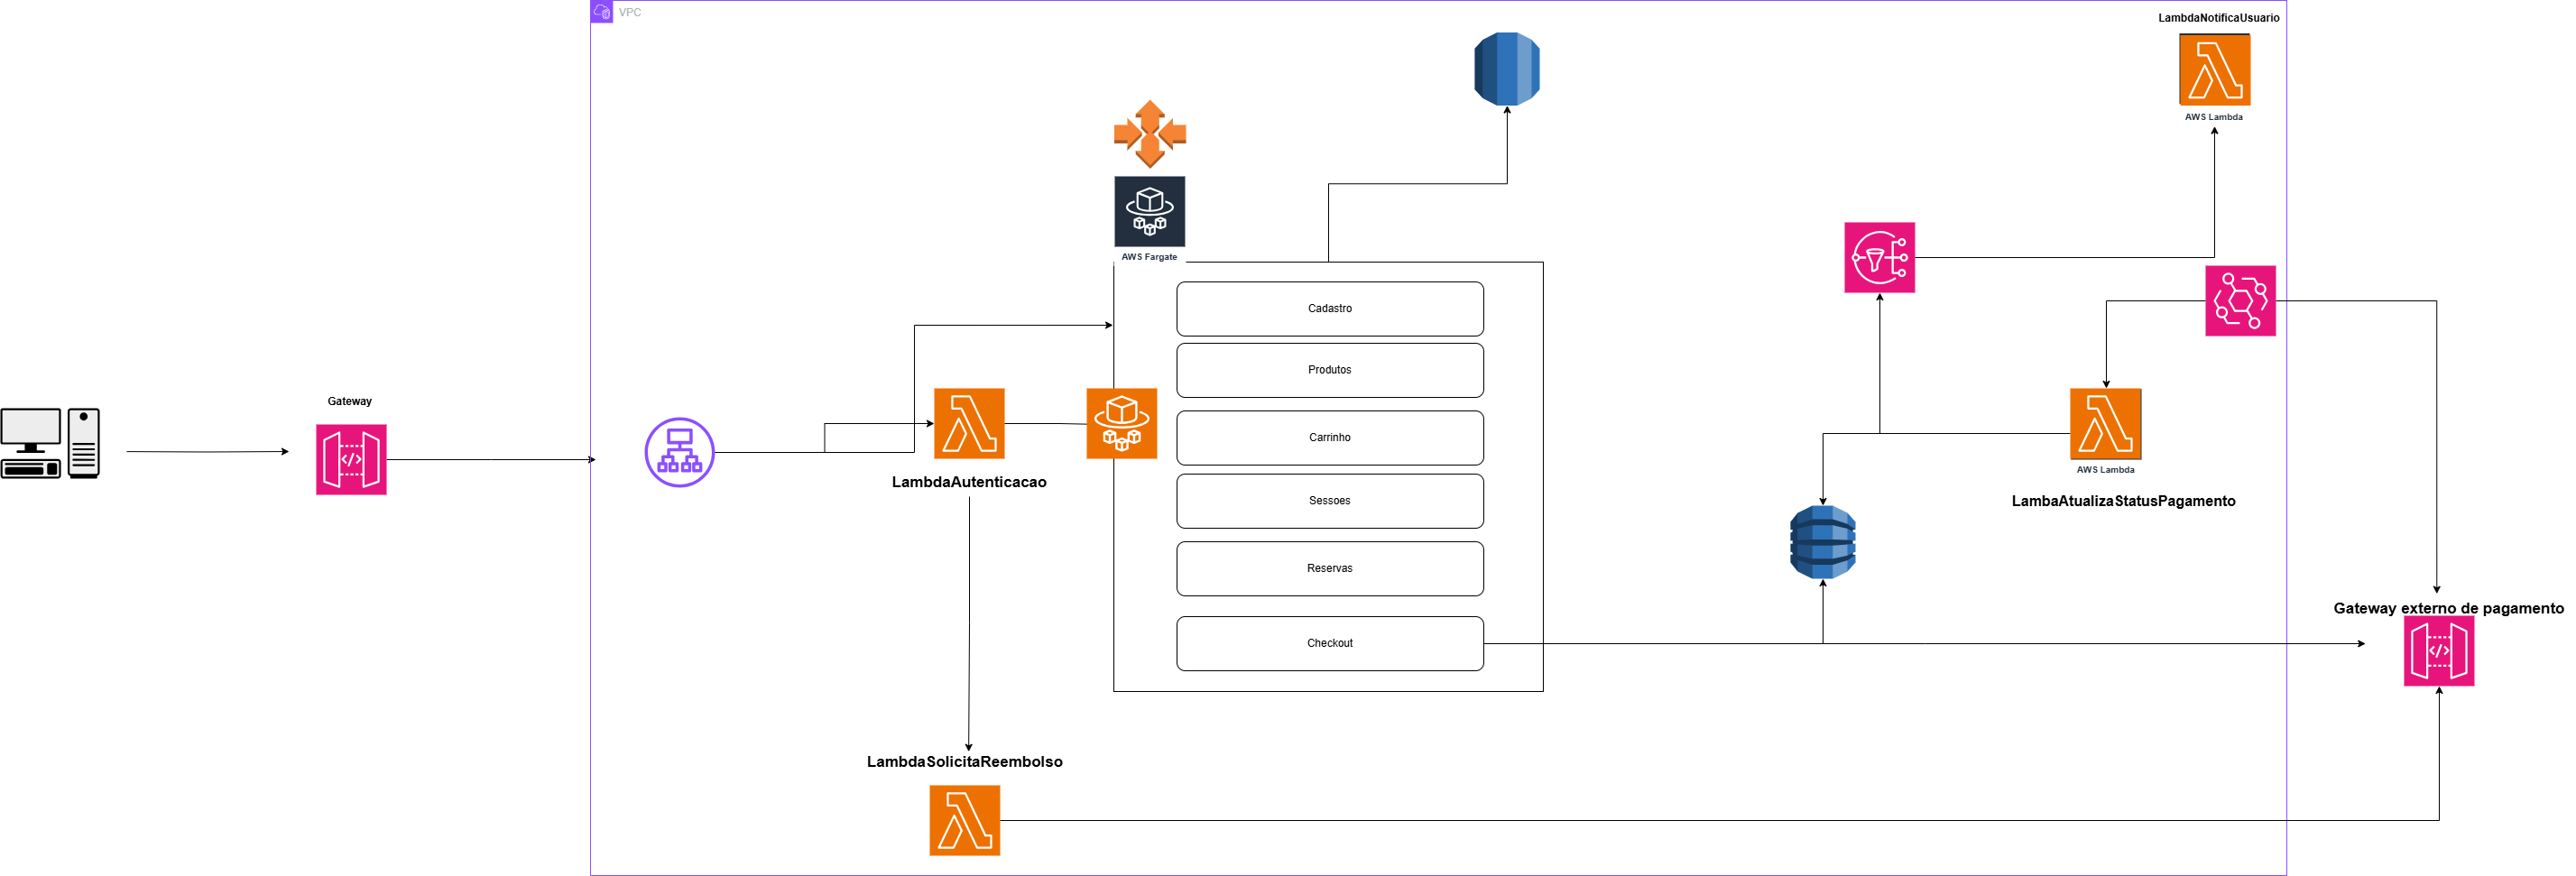 VPC
LambdaNotificaUsuario
AWS Lambda
AWS Fargate
Cadastro
Produtos
Gateway
Carrinho
AWS Lambda
LambdaAutenticacao
Sessoes
LambaAtualizaStatusPagamento
Reservas
Gateway externo de pagamento
Checkout
LambdaSolicitaReembolso